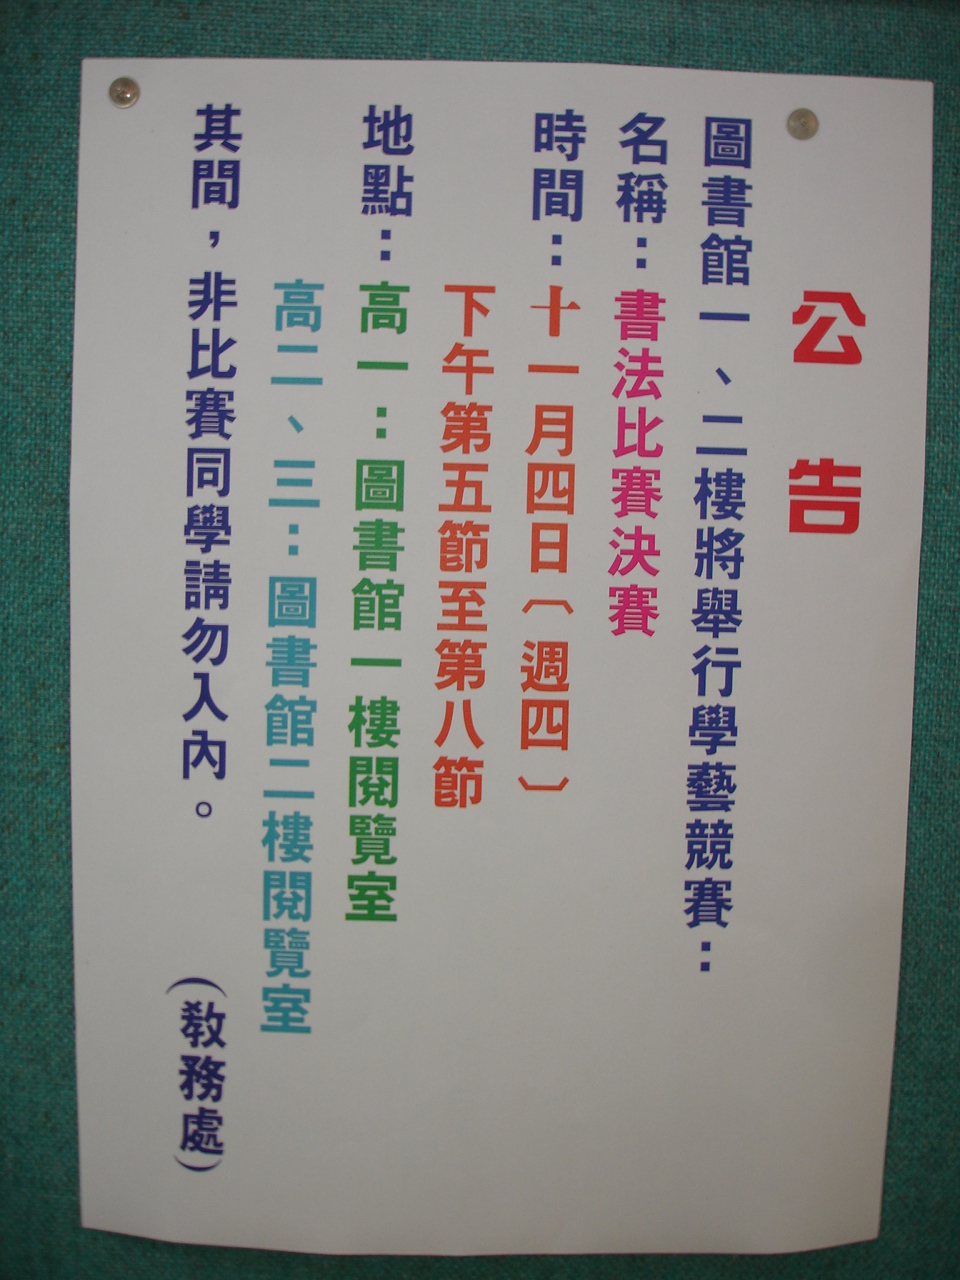 公告
圖書館一、二樓將舉行學藝競賽：
名稱：書法比賽決賽
時間：十一月四日〔週四〕
下午第五節至第八節
地點：高一：圖書館一樓閱覽室
高二、三：圖書館二樓閱覽室
其間，非比賽同學請勿入內。(教務處)